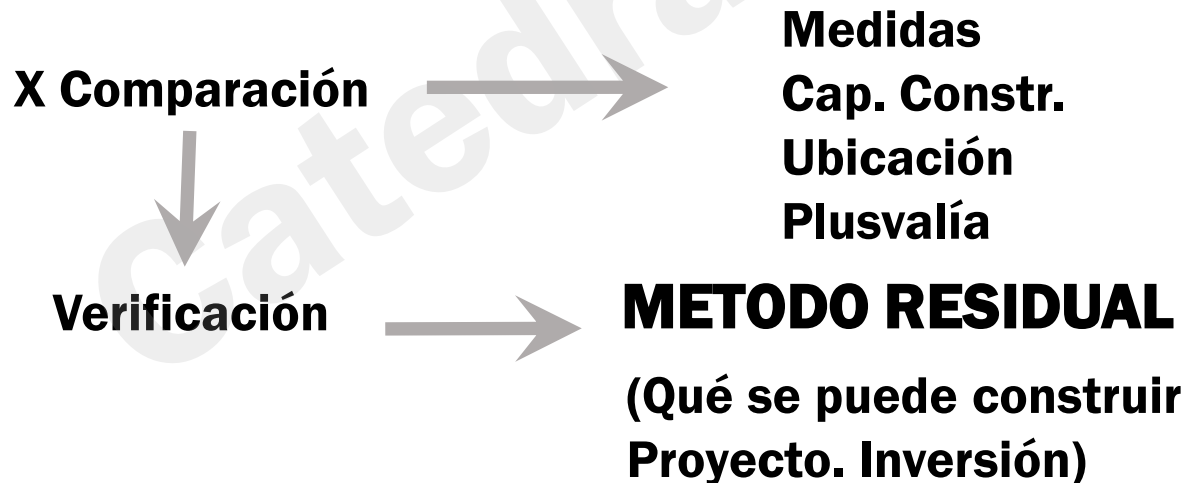 X Comparación
Medidas
Cap. Constr.
Ubicación
Plusvalía
Verificación
METODO RESIDUAL
(Qué se puede construir
Proyecto. Inversión)